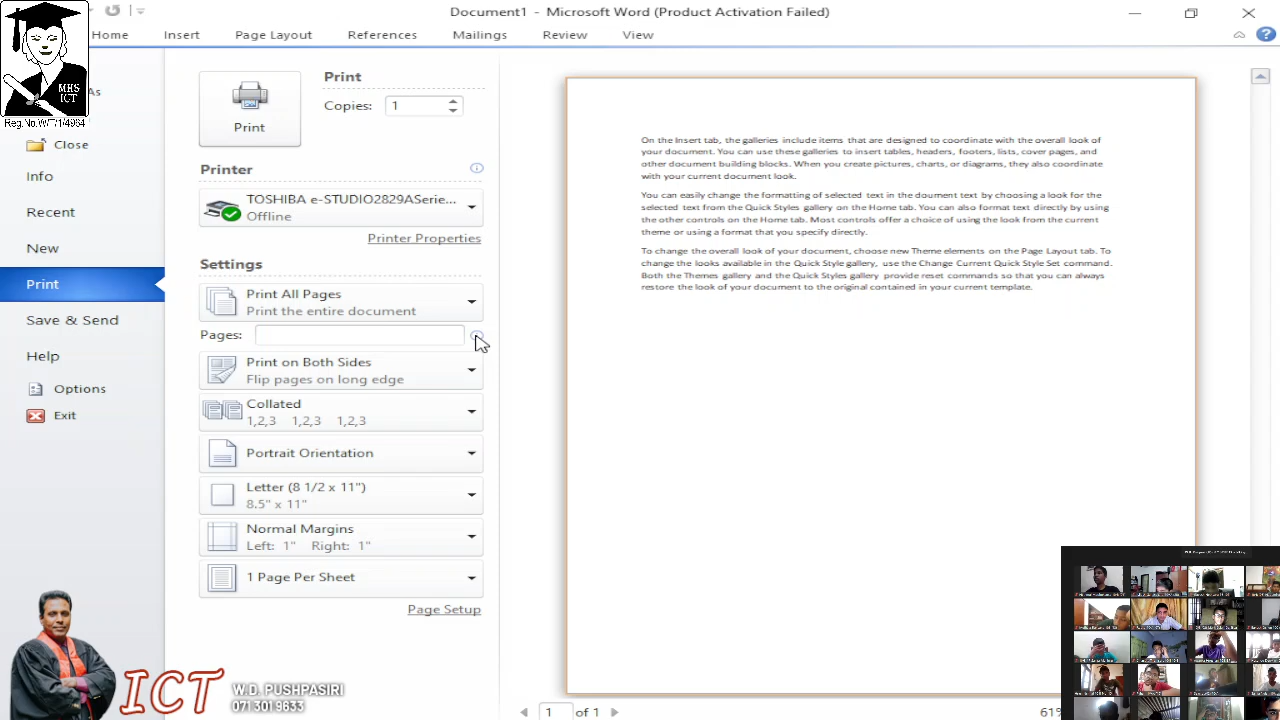 Document1 - Microsoft Word (Product Activation Failed)
Home Insert Page Layout References Mailings Review View
MHS
ICT
Reg.No.W/
As
Close
Info
Recent
New
Print
Save & Send
Help
Options
Exit
Print
Print
Copies: 1
Printer
TOSHIBA e-STUDIO2829ASerie...
Offline
Printer Properties
Settings
Print All Pages
Print the entire document
Pages:
Print on Both Sides
Flip pages on long edge
Collated
1,2,3 1,2,3 1,2,3
Portrait Orientation
Letter (8 1/2 x 11")
8.5" x 11"
Normal Margins
Left: 1" Right: 1"
1 Page Per Sheet
Page Setup
On the Insert tab, the galleries include items that are designed to coordinate with the overall look of
your document. You can use these galleries to insert tables, headers, footers, lists, cover pages, and
other document building blocks. When you create pictures, charts, or diagrams, they also coordinate
with your current document look.
You can easily change the formatting of selected text in the doument text by choosing a look for the
selected text from the Quick Styles gallery on the Home tab. You can also format text directly by using
the other controls on the Home tab. Most controls offer a choice of using the look from the current
theme or using a format that you specify directly.
To change the overall look of your document, choose new Theme elements on the Page Layout tab. To
change the looks available in the Quick Style gallery, use the Change Current Quick Style Set command.
Both the Themes gallery and the Quick Styles gallery provide reset commands so that you can always
restore the look of your document to the original contained in your current template.
1 of 1
61%
ICT
W.D. PUSHPASIRI
071 301 9633